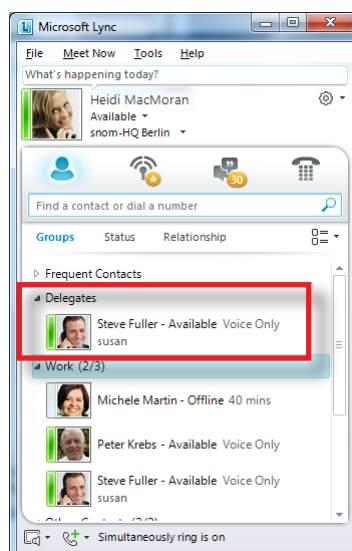 Microsoft Lync
File Meet Now Tools Help
What's happening today?
Heidi MacMoran
Available
snom-HQ Berlin
30
Find a contact or dial a number
Groups Status Relationship
Frequent Contacts
Delegates
Steve Fuller - Available Voice Only
susan
Work (2/3)
Michele Martin - Offline 40 mins
Peter Krebs - Available Voice Only
Steve Fuller - Available Voice Only
susan
Simultaneously ring is on